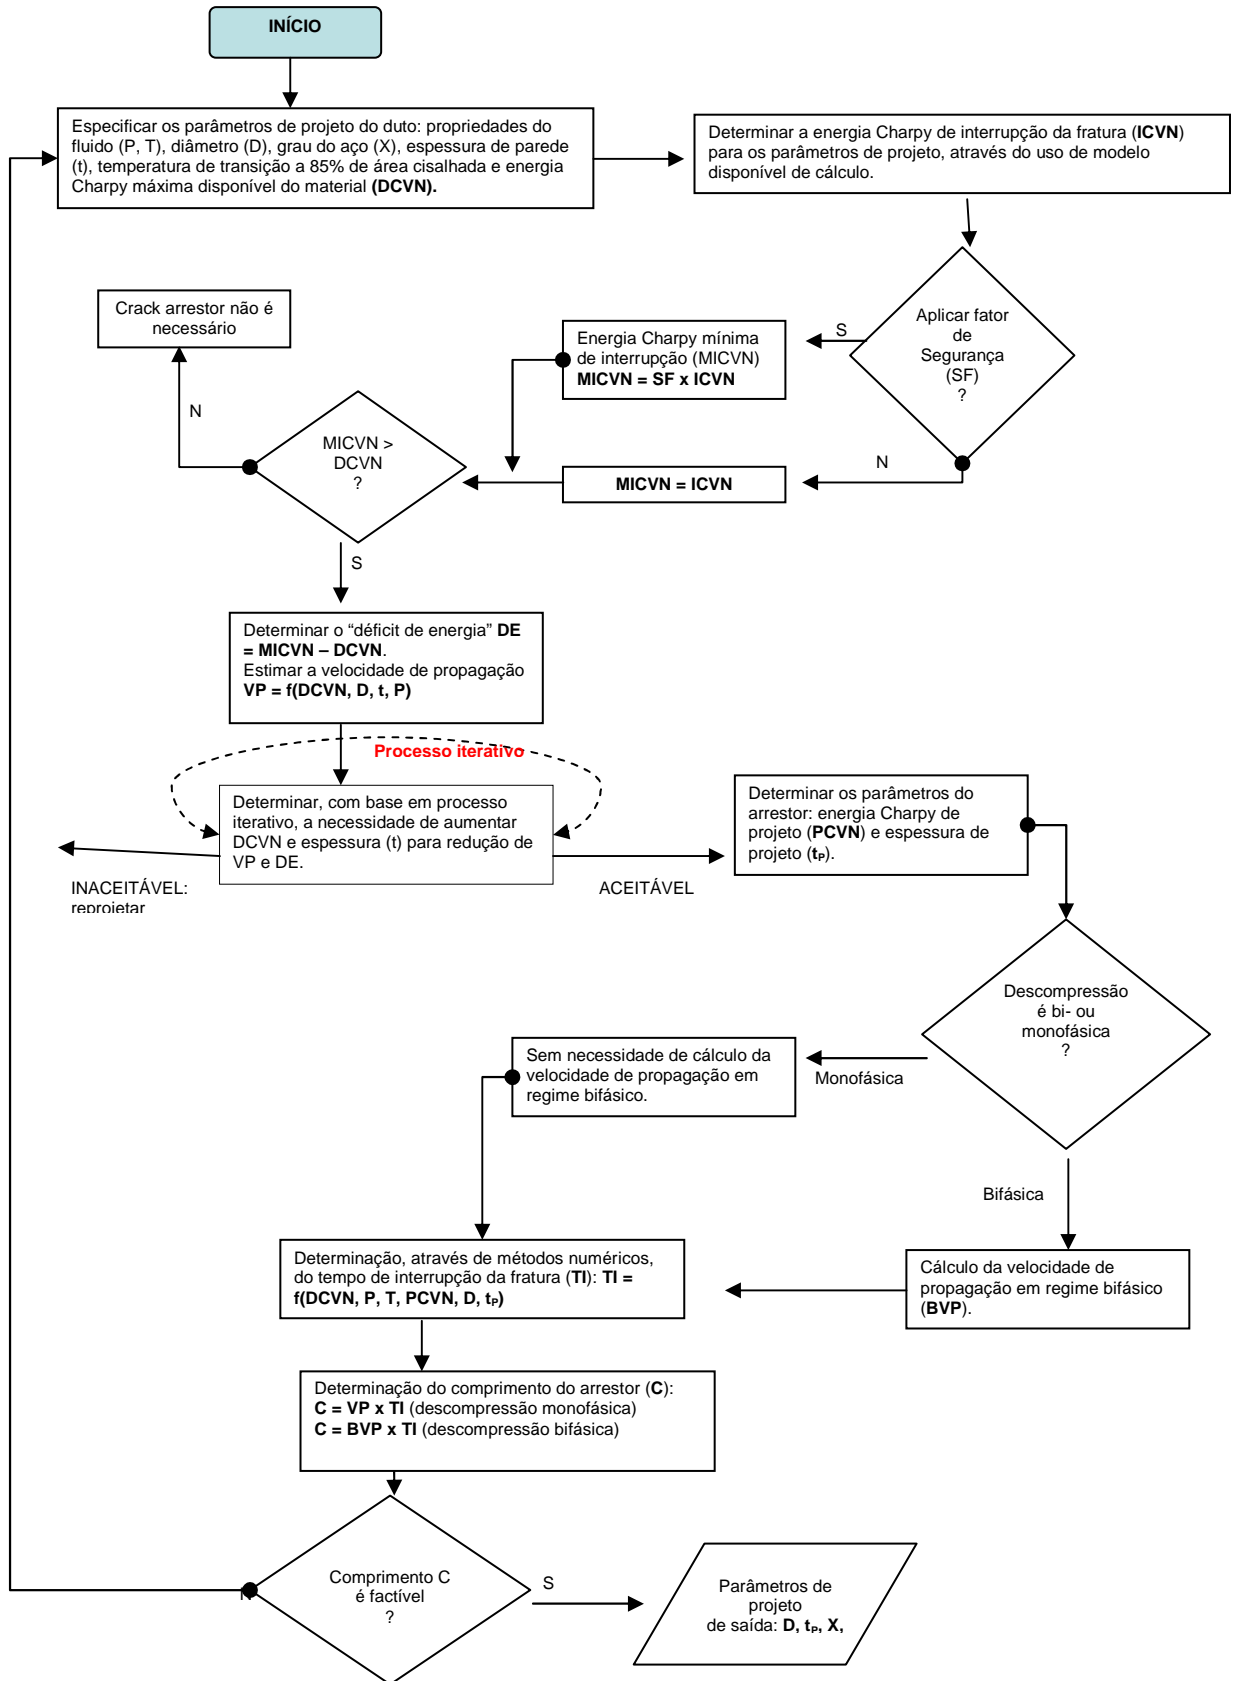 INÍCIO
Especificar os parâmetros de projeto do duto: propriedades do
fluido (P, T), diâmetro (D), grau do aço (X), espessura de parede
(t), temperatura de transição a 85% de área cisalhada e energia
Charpy máxima disponível do material (DCVN).
Determinar a energia Charpy de interrupção da fratura (ICVN)
para os parâmetros de projeto, através do uso de modelo
disponível de cálculo.
Aplicar fator
de
Segurança
(SF)
?
S
Energia Charpy mínima
de interrupção (MICVN)
MICVN = SF x ICVN
N
MICVN = ICVN
Crack arrestor não é
necessário
N
MICVN >
DCVN
?
S
Determinar o “déficit de energia” DE
= MICVN – DCVN.
Estimar a velocidade de propagação
VP = f(DCVN, D, t, P)
Processo iterativo
Determinar, com base em processo
iterativo, a necessidade de aumentar
DCVN e espessura (t) para redução de
VP e DE.
INACEITÁVEL:
reprojetar
ACEITÁVEL
Determinar os parâmetros do
arrestor: energia Charpy de
projeto (PCVN) e espessura de
projeto (tP).
Descompressão
é bi- ou
monofásica
?
Monofásica
Sem necessidade de cálculo da
velocidade de propagação em
regime bifásico.
Bifásica
Cálculo da velocidade de
propagação em regime bifásico
(BVP).
Determinação, através de métodos numéricos,
do tempo de interrupção da fratura (TI): TI =
f(DCVN, P, T, PCVN, D, tP)
Determinação do comprimento do arrestor (C):
C = VP x TI (descompressão monofásica)
C = BVP x TI (descompressão bifásica)
Comprimento C
é factível
?
N
S
Parâmetros de
projeto
de saída: D, tP, X,